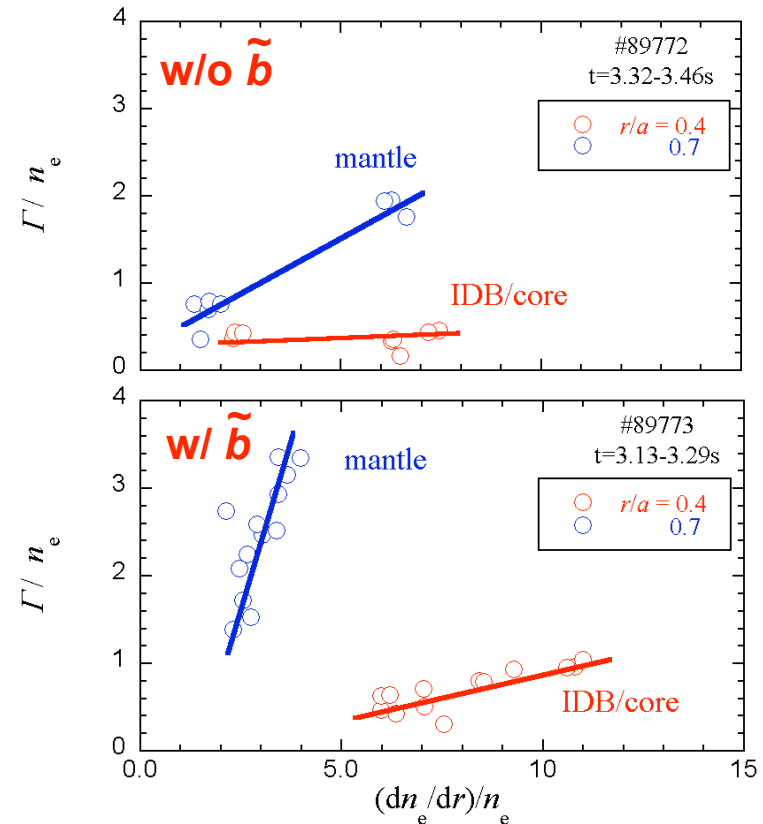 4
w/o b̃
#89772
t=3.32-3.46s
3
r/a = 0.4
0.7
mantle
2
Γ / nₑ
IDB/core
1
0
4
w/ b̃
#89773
t=3.13-3.29s
mantle
3
r/a = 0.4
0.7
2
Γ / nₑ
1
IDB/core
0
0.0 5.0 10 15
(dnₑ/dr)/nₑ